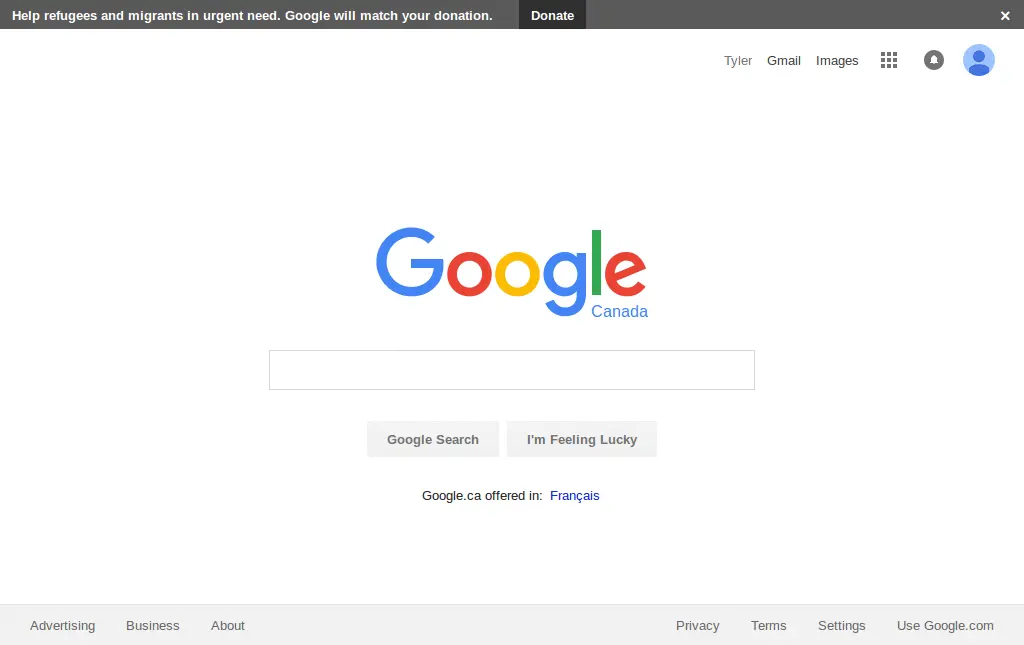 Help refugees and migrants in urgent need. Google will match your donation. Donate ×
Tyler Gmail Images
Google
Canada
Google Search I'm Feeling Lucky
Google.ca offered in: Français
Advertising Business About Privacy Terms Settings Use Google.com